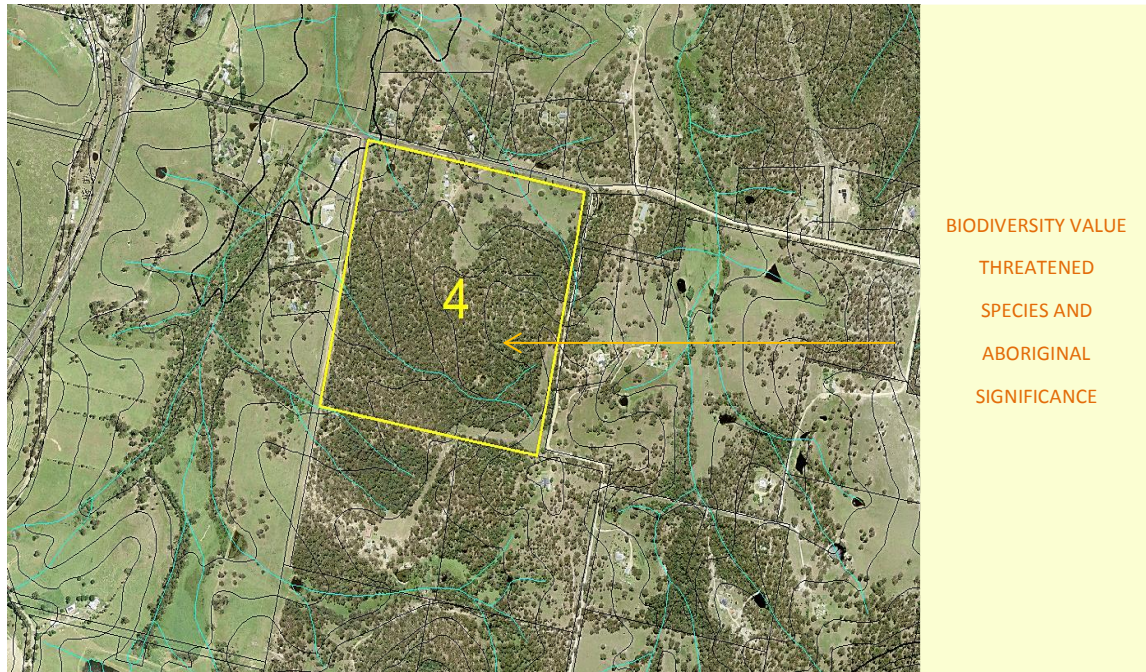 4
BIODIVERSITY VALUE
THREATENED
SPECIES AND
ABORIGINAL
SIGNIFICANCE